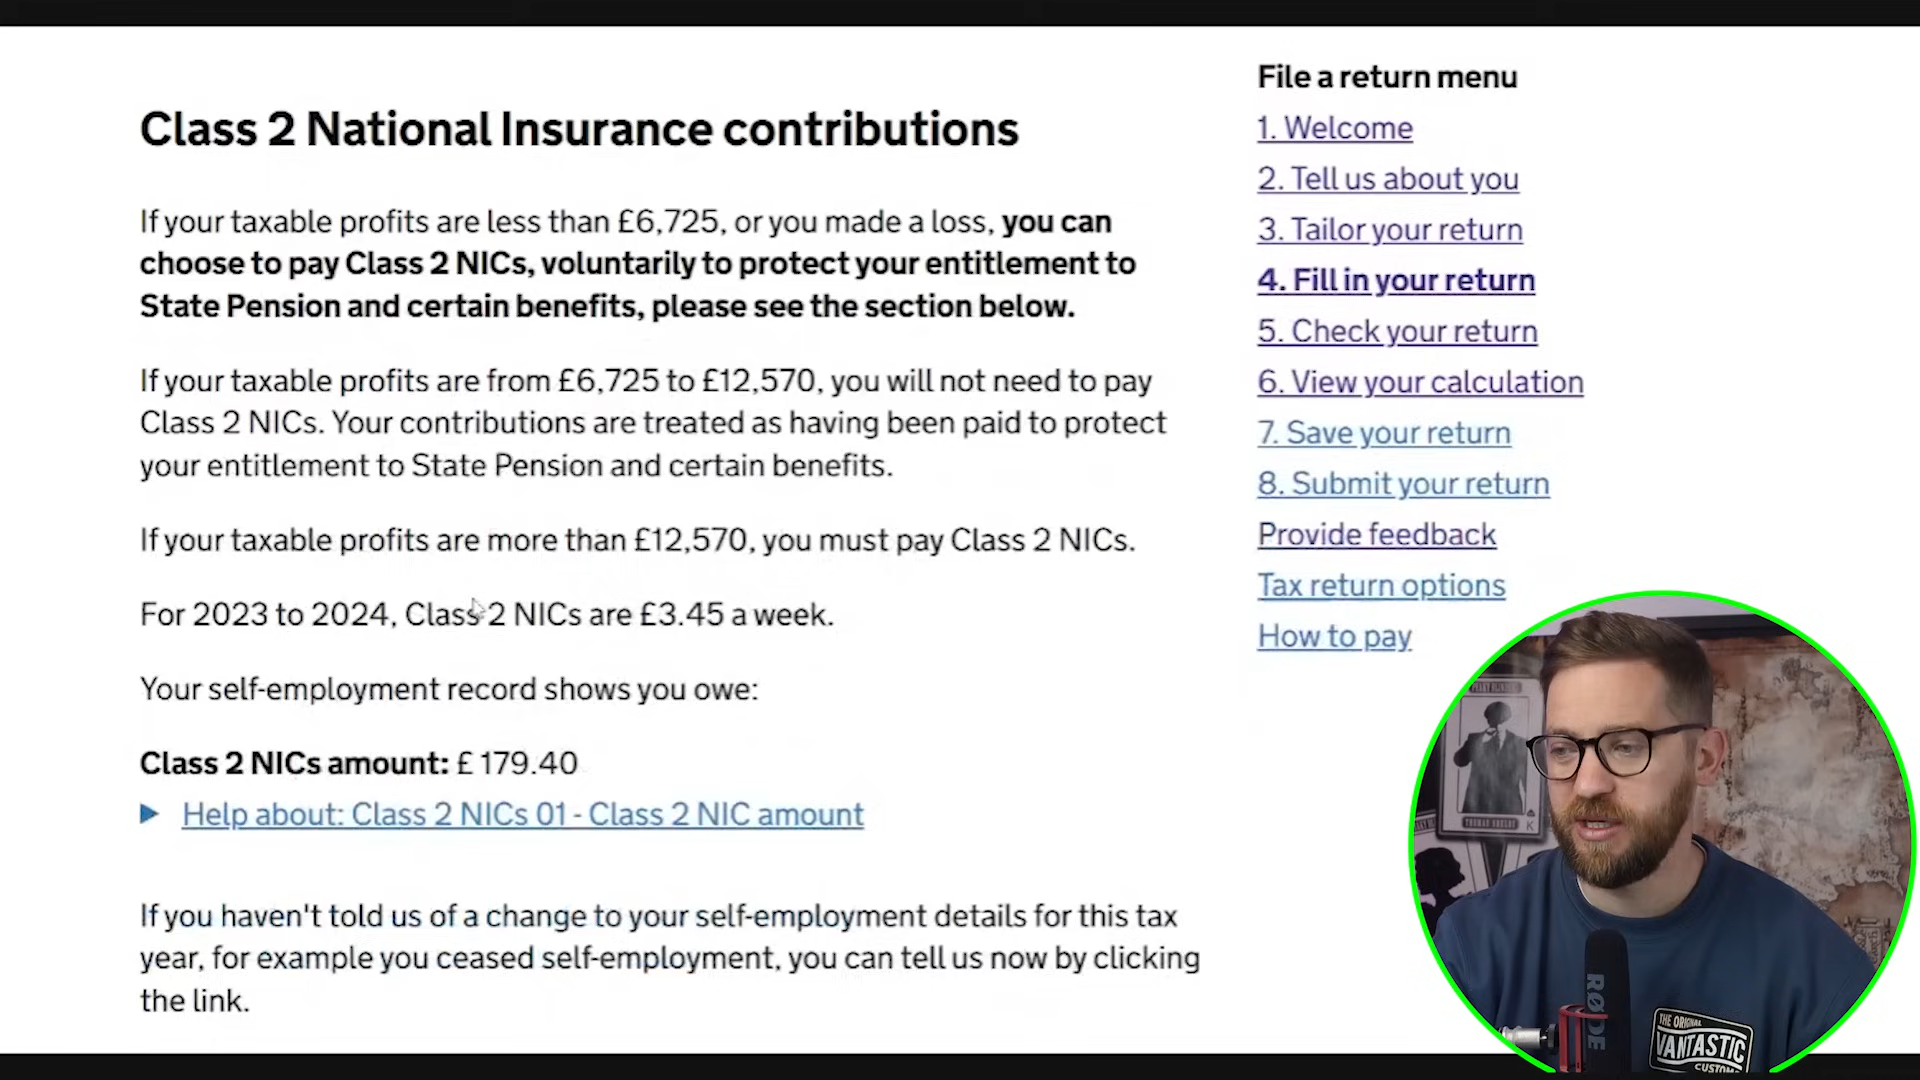 Class 2 National Insurance contributions
If your taxable profits are less than £6,725, or you made a loss, you can
choose to pay Class 2 NICs, voluntarily to protect your entitlement to
State Pension and certain benefits, please see the section below.
If your taxable profits are from £6,725 to £12,570, you will not need to pay
Class 2 NICs. Your contributions are treated as having been paid to protect
your entitlement to State Pension and certain benefits.
If your taxable profits are more than £12,570, you must pay Class 2 NICs.
For 2023 to 2024, Class 2 NICs are £3.45 a week.
Your self-employment record shows you owe:
Class 2 NICs amount: £ 179.40
Help about: Class 2 NICs 01 - Class 2 NIC amount
If you haven't told us of a change to your self-employment details for this tax
year, for example you ceased self-employment, you can tell us now by clicking
the link.
File a return menu
1. Welcome
2. Tell us about you
3. Tailor your return
4. Fill in your return
5. Check your return
6. View your calculation
7. Save your return
8. Submit your return
Provide feedback
Tax return options
How to pay
PEAKY BLINDERS
THOMAS SHELBY
K
RØDE
THE ORIGINAL
VANTASTIC
CUSTOMS